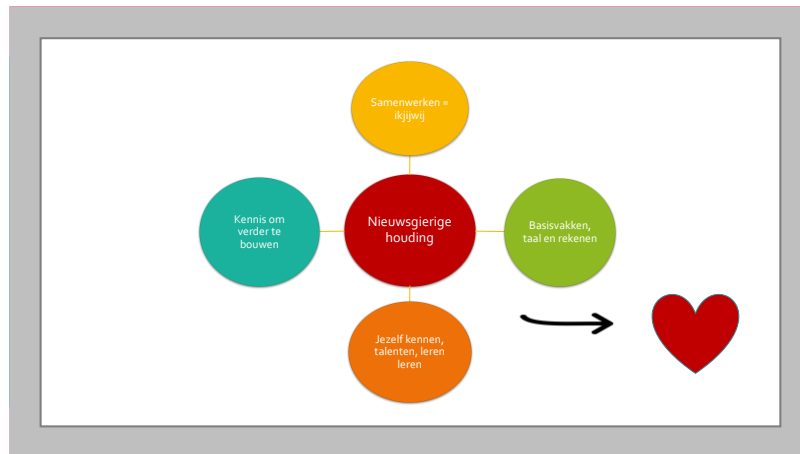 Samenwerken =
ikjijwij
Kennis om
verder te
bouwen
Nieuwsgierige
houding
Basisvakken,
taal en rekenen
Jezelf kennen,
talenten, leren
leren